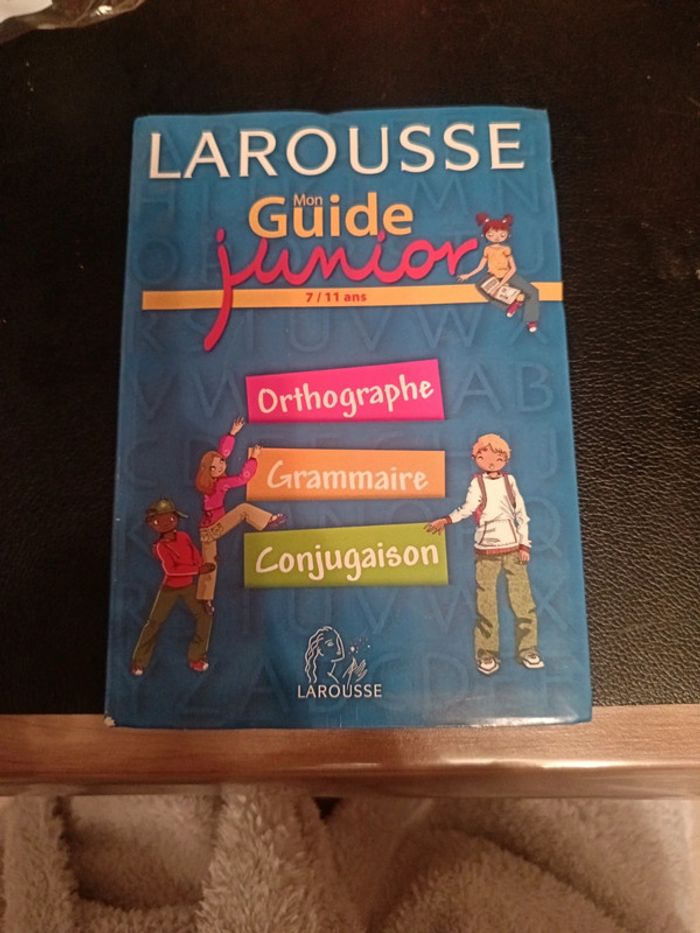 LAROUSSE
Mon
Guide
junior
7 / 11 ans
Orthographe
Grammaire
Conjugaison
LAROUSSE